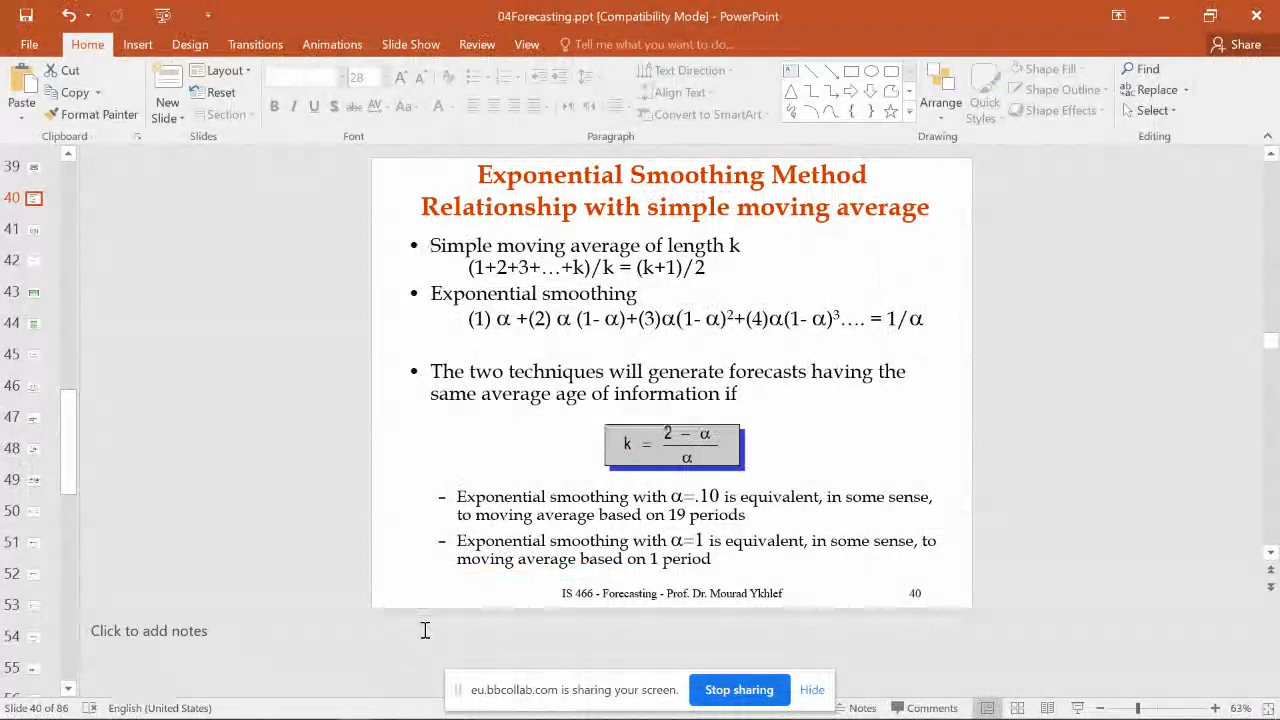 04Forecasting.ppt [Compatibility Mode] - PowerPoint
File Home Insert Design Transitions Animations Slide Show Review View Tell me what you want to do... Share
Paste
Cut
Copy
Format Painter
Clipboard
New
Slide
Layout
Reset
Section
Slides
28
B I U S abc AV Aa A
Font
Text Direction
Align Text
Convert to SmartArt
Paragraph
Arrange
Quick
Styles
Shape Fill
Shape Outline
Shape Effects
Drawing
Find
Replace
Select
Editing
39
40
41
42
43
44
45
46
47
48
49
50
51
52
53
54
55
Exponential Smoothing Method
Relationship with simple moving average
• Simple moving average of length k
(1+2+3+…+k)/k = (k+1)/2
• Exponential smoothing
(1) α +(2) α (1- α)+(3)α(1- α)²+(4)α(1- α)³…. = 1/α
• The two techniques will generate forecasts having the
same average age of information if
k = 2 − α
α
– Exponential smoothing with α=.10 is equivalent, in some sense,
to moving average based on 19 periods
– Exponential smoothing with α=1 is equivalent, in some sense, to
moving average based on 1 period
IS 466 - Forecasting - Prof. Dr. Mourad Ykhlef 40
Click to add notes
eu.bbcollab.com is sharing your screen. Stop sharing Hide
Slide 40 of 86 English (United States) Notes Comments 63%